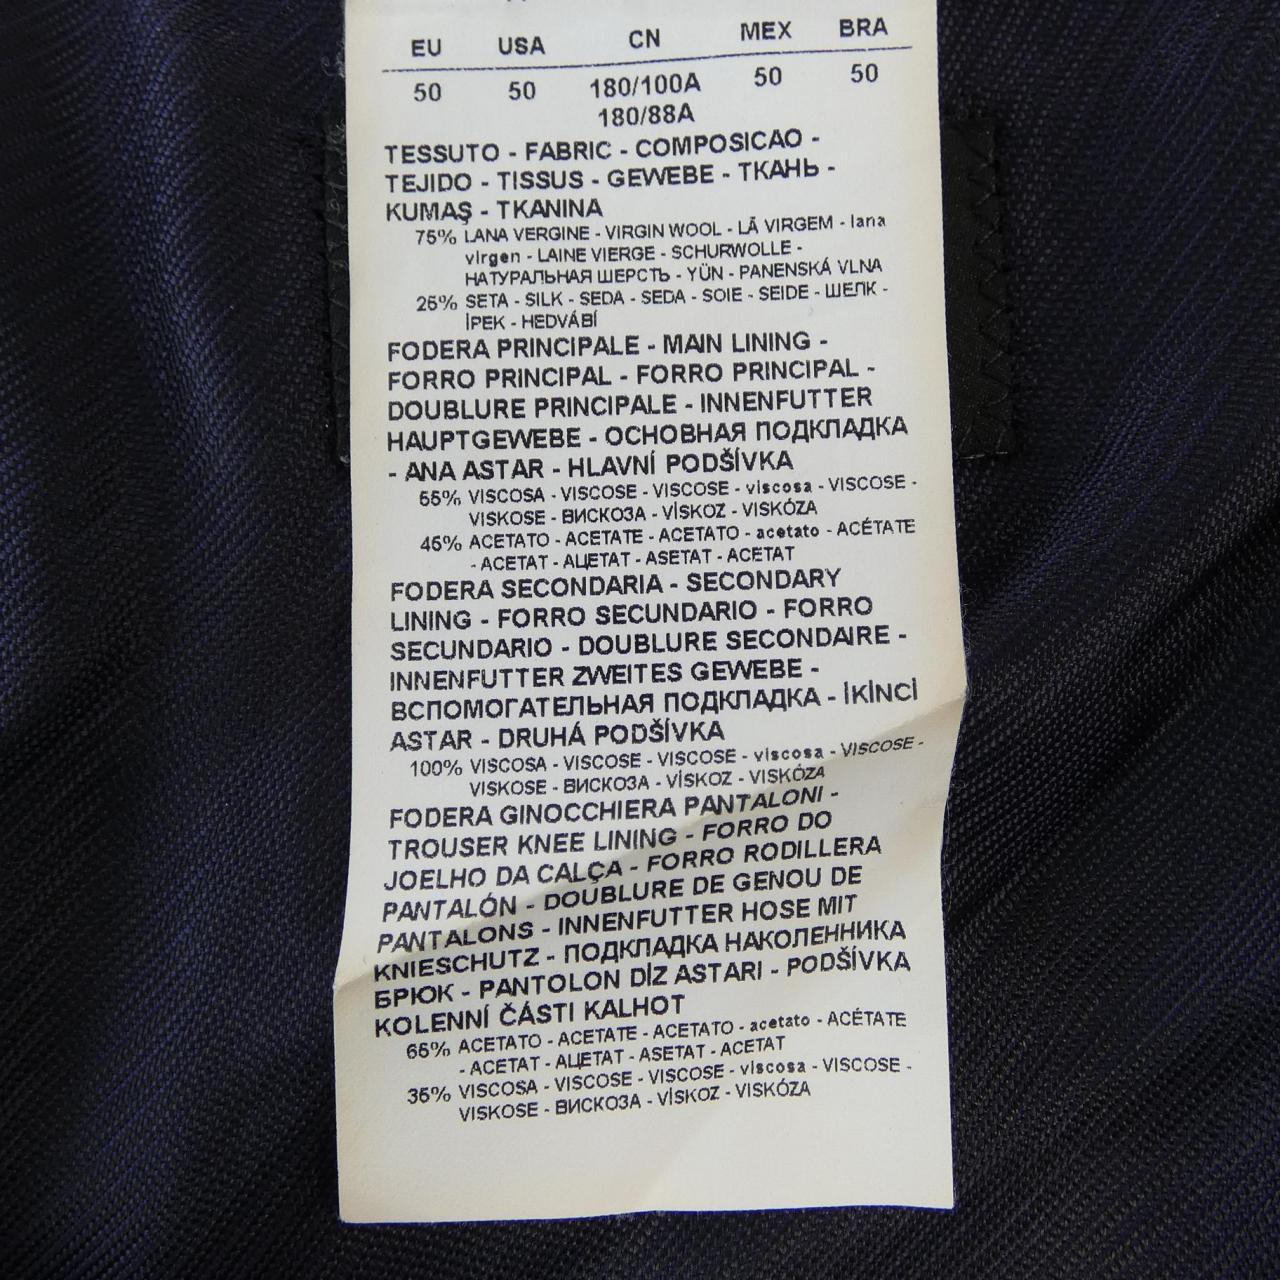 EU USA CN MEX BRA
50 50 180/100A 50 50
180/88A
TESSUTO - FABRIC - COMPOSICAO -
TEJIDO - TISSUS - GEWEBE - ТКАНЬ -
KUMAŞ - TKANINA
75% LANA VERGINE - VIRGIN WOOL - LÃ VIRGEM - lana
virgen - LAINE VIERGE - SCHURWOLLE -
НАТУРАЛЬНАЯ ШЕРСТЬ - YÜN - PANENSKÁ VLNA
25% SETA - SILK - SEDA - SEDA - SOIE - SEIDE - ШЕЛК -
İPEK - HEDVÁBÍ
FODERA PRINCIPALE - MAIN LINING -
FORRO PRINCIPAL - FORRO PRINCIPAL -
DOUBLURE PRINCIPALE - INNENFUTTER
HAUPTGEWEBE - ОСНОВНАЯ ПОДКЛАДКА
- ANA ASTAR - HLAVNÍ PODŠÍVKA
55% VISCOSA - VISCOSE - VISCOSE - viscosa - VISCOSE -
VISKOSE - ВИСКОЗА - VİSKOZ - VISKÓZA
45% ACETATO - ACETATE - ACETATO - acetato - ACÉTATE
- ACETAT - АЦЕТАТ - ASETAT - ACETAT
FODERA SECONDARIA - SECONDARY
LINING - FORRO SECUNDARIO - FORRO
SECUNDARIO - DOUBLURE SECONDAIRE -
INNENFUTTER ZWEITES GEWEBE -
ВСПОМОГАТЕЛЬНАЯ ПОДКЛАДКА - İKİNCİ
ASTAR - DRUHÁ PODŠÍVKA
100% VISCOSA - VISCOSE - VISCOSE - viscosa - VISCOSE -
VISKOSE - ВИСКОЗА - VİSKOZ - VISKÓZA
FODERA GINOCCHIERA PANTALONI -
TROUSER KNEE LINING - FORRO DO
JOELHO DA CALÇA - FORRO RODILLERA
PANTALÓN - DOUBLURE DE GENOU DE
PANTALONS - INNENFUTTER HOSE MIT
KNIESCHUTZ - ПОДКЛАДКА НАКОЛЕННИКА
БРЮК - PANTOLON DİZ ASTARI - PODŠÍVKA
KOLENNÍ ČÁSTI KALHOT
65% ACETATO - ACETATE - ACETATO - acetato - ACÉTATE
- ACETAT - АЦЕТАТ - ASETAT - ACETAT
35% VISCOSA - VISCOSE - VISCOSE - viscosa - VISCOSE -
VISKOSE - ВИСКОЗА - VİSKOZ - VISKÓZA